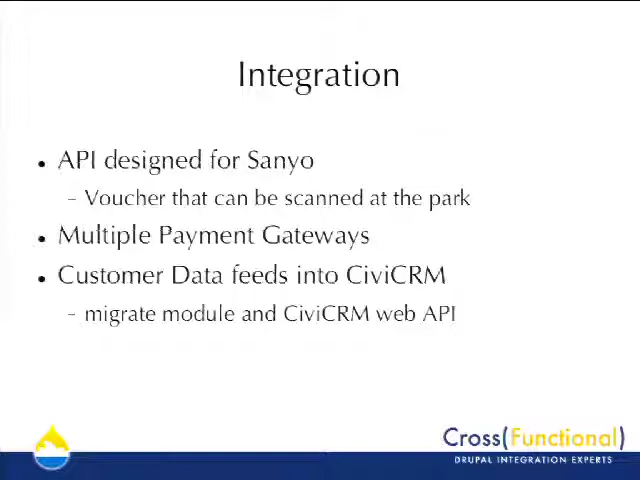 Integration
• API designed for Sanyo
– Voucher that can be scanned at the park
• Multiple Payment Gateways
• Customer Data feeds into CiviCRM
– migrate module and CiviCRM web API
Cross(Functional)
DRUPAL INTEGRATION EXPERTS